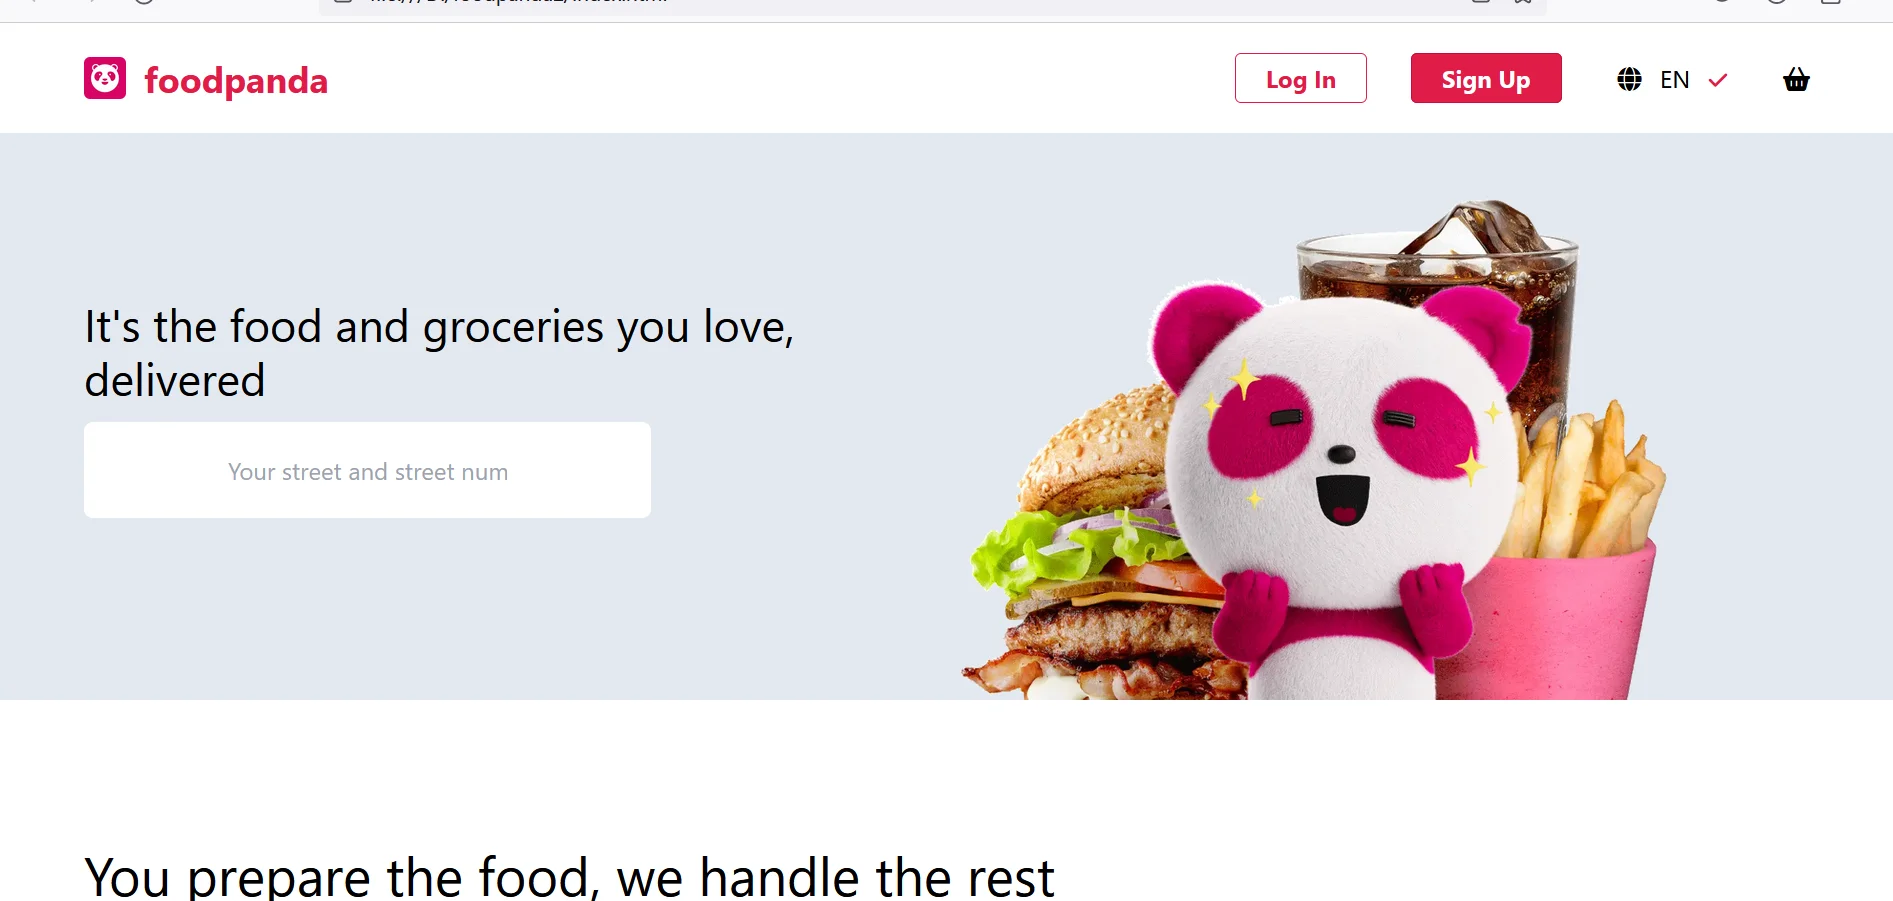 foodpanda
Log In
Sign Up
EN
It's the food and groceries you love,
delivered
Your street and street num
You prepare the food, we handle the rest